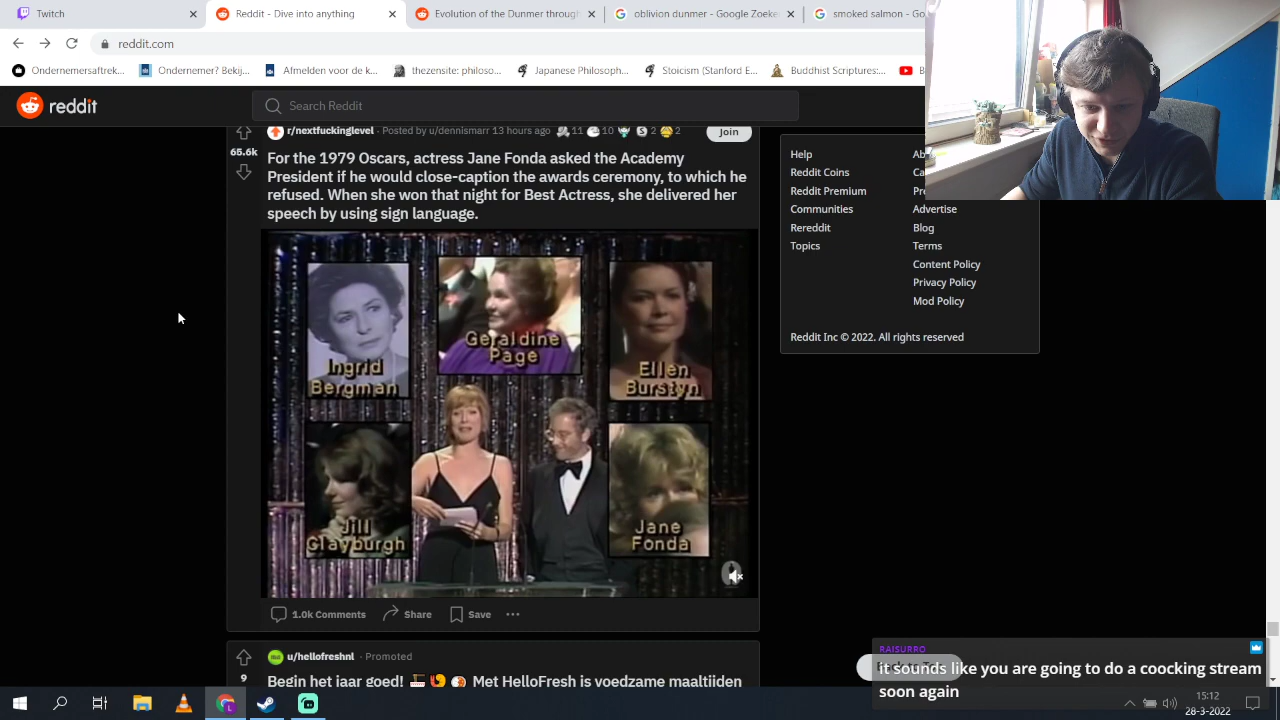 Twitch
Reddit - Dive into anything
Evolution of the Dunmer through
oblivion dunmer - Google Zoeke
smoked salmon - Go
reddit.com
Ondernemersaftrek...
Ondernemer? Bekij...
Afmelden voor de k...
thezensite: philoso...
Japanese Philosoph...
Stoicism (Stanford E...
Buddhist Scriptures:...
reddit
Search Reddit
r/nextfuckinglevel · Posted by u/dennismarr 13 hours ago 11 10 2 2
Join
65.6k
For the 1979 Oscars, actress Jane Fonda asked the Academy
President if he would close-caption the awards ceremony, to which he
refused. When she won that night for Best Actress, she delivered her
speech by using sign language.
Ingrid
Bergman
Geraldine
Page
Ellen
Burstyn
Jill
Clayburgh
Jane
Fonda
1.0k Comments
Share
Save
u/hellofreshnl · Promoted
9
Begin het jaar goed! Met HelloFresh is voedzame maaltijden
Help
Reddit Coins
Reddit Premium
Communities
Rereddit
Topics
Advertise
Blog
Terms
Content Policy
Privacy Policy
Mod Policy
Reddit Inc © 2022. All rights reserved
RAISURRO
it sounds like you are going to do a coocking stream
soon again
15:12
28-3-2022